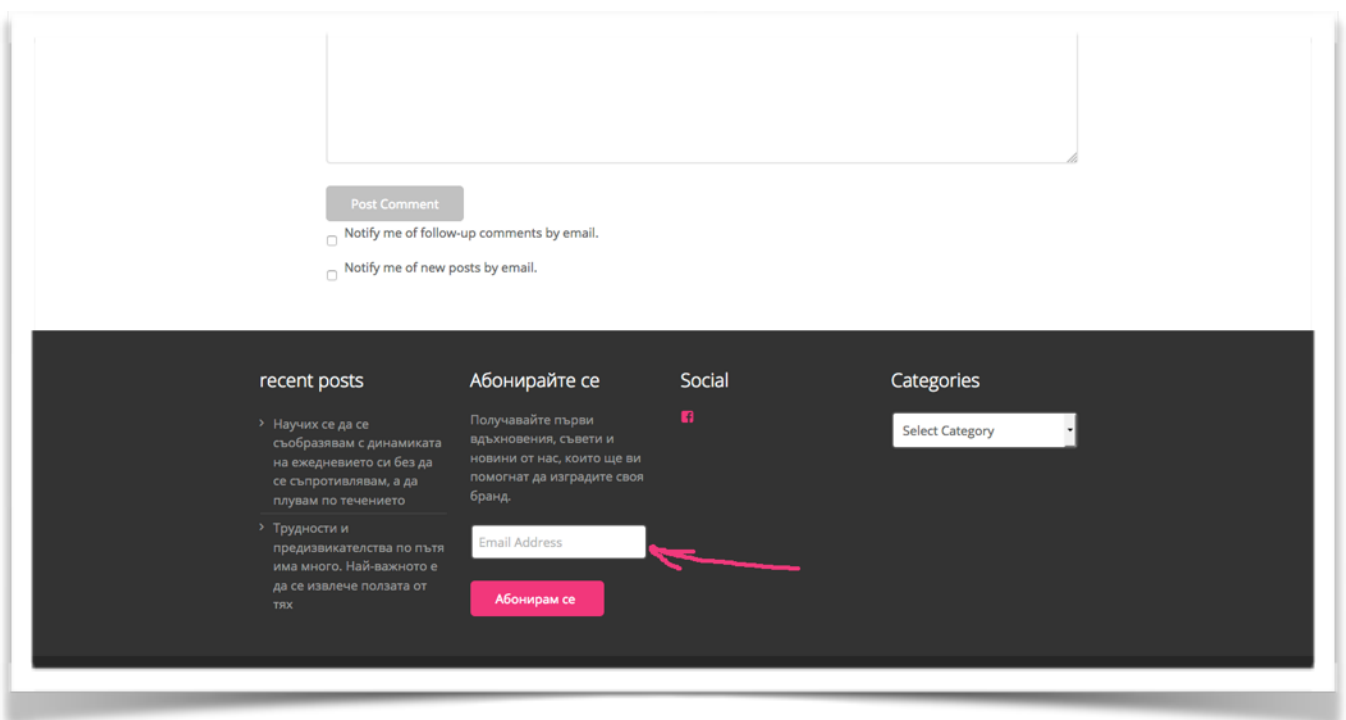 Post Comment
Notify me of follow-up comments by email.
Notify me of new posts by email.
recent posts
Научих се да се
съобразявам с динамиката
на ежедневието си без да
се съпротивлявам, а да
плувам по течението
Трудности и
предизвикателства по пътя
има много. Най-важното е
да се извлече ползата от
тях
Абонирайте се
Получавайте първи
вдъхновения, съвети и
новини от нас, които ще ви
помогнат да изградите своя
бранд.
Email Address
Абонирам се
Social
Categories
Select Category